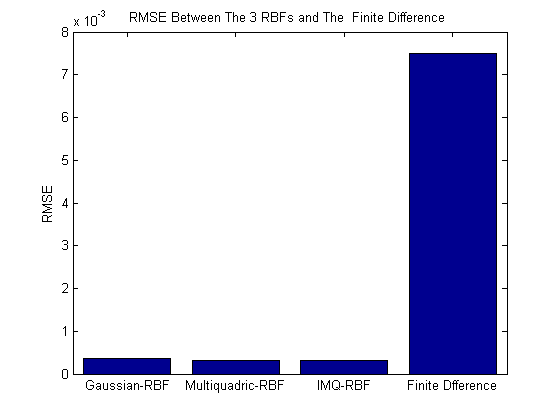 RMSE Between The 3 RBFs and The  Finite Difference
x 10^-3
8
7
6
5
4
3
2
1
0
RMSE
Gaussian-RBF
Multiquadric-RBF
IMQ-RBF
Finite Dfference